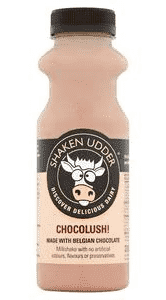 SHAKEN UDDER
DISCOVER DELICIOUS DAIRY
CHOCOLUSH!
MADE WITH BELGIAN CHOCOLATE
Milkshake with no artificial
colours, flavours or preservatives